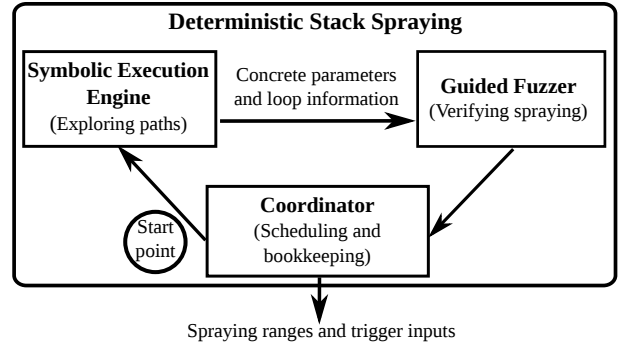 Deterministic Stack Spraying
Symbolic Execution
Engine
(Exploring paths)
Concrete parameters
and loop information
Guided Fuzzer
(Verifying spraying)
Start
point
Coordinator
(Scheduling and
bookkeeping)
Spraying ranges and trigger inputs